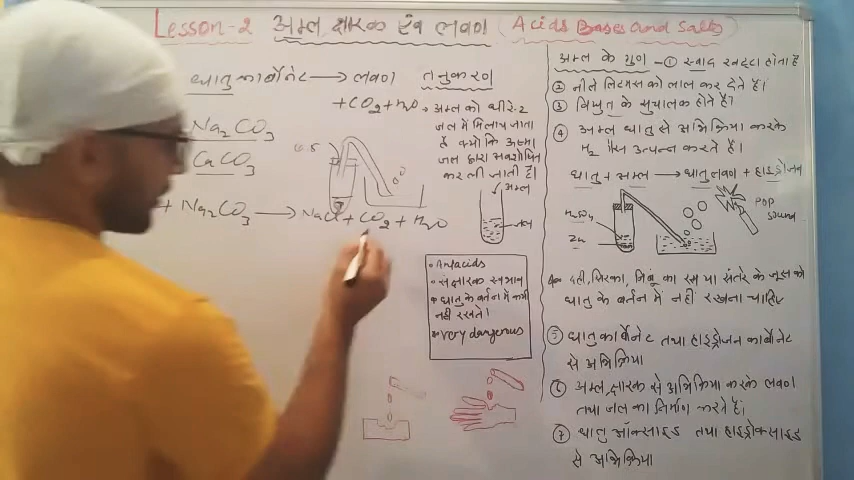 Lesson-2 अम्ल, क्षारक एवं लवण (Acids Bases and Salts)
धातु कार्बोनेट → लवण
+ CO2 + H2O
Na2CO3
CaCO3
+ Na2CO3 → NaCl + CO2 + H2O
तनुकरण
→ अम्ल को धीरे-2
जल में मिलाया जाता
है क्योंकि ऊष्मा
जल द्वारा अवशोषित
कर ली जाती है।
अम्ल
जल
Antacids
धातु के बर्तन में कभी
नहीं रखते।
Very dangerous
अम्ल के गुण - ① स्वाद खट्टा होता है
② नीले लिटमस को लाल कर देते हैं।
③ विद्युत के सुचालक होते हैं?
④ अम्ल धातु से अभिक्रिया करके
H2 गैस उत्पन्न करते हैं।
धातु + अम्ल → धातु लवण + हाइड्रोजन
POP
Sound
H2SO4
Zn
दही, सिरका, निंबू का रस या संतरे के जूस को
धातु के बर्तन में नहीं रखना चाहिए
⑤ धातु कार्बोनेट तथा हाइड्रोजन कार्बोनेट
से अभिक्रिया
⑥ अम्ल, क्षारक से अभिक्रिया करके लवण
तथा जल का निर्माण करते हैं।
⑦ धातु ऑक्साइड तथा हाइड्रोक्साइड
से अभिक्रिया